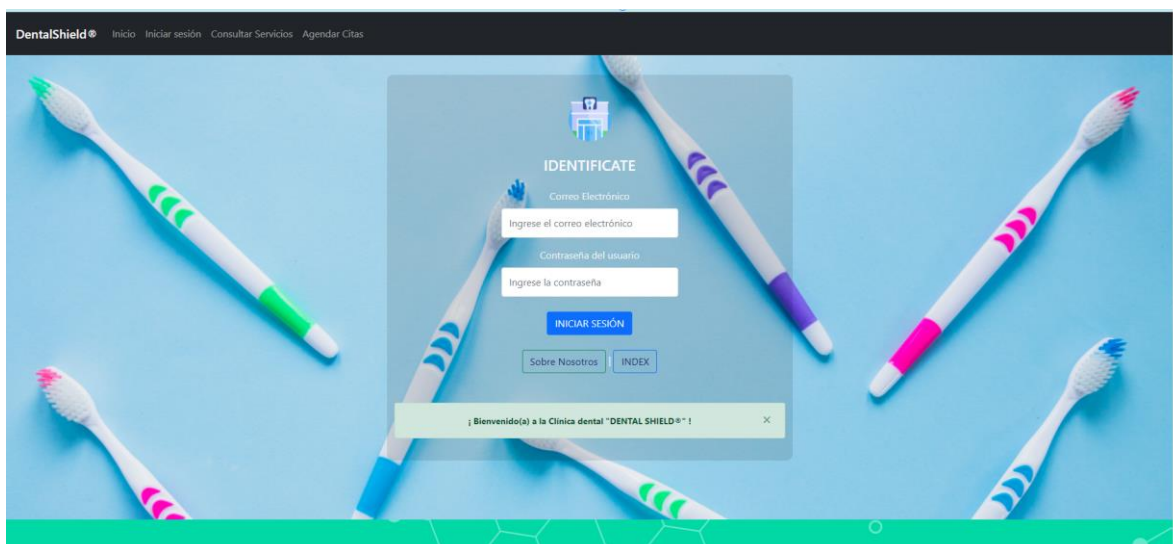 DentalShield® Inicio Iniciar sesión Consultar Servicios Agendar Citas
IDENTIFICATE
Correo Electrónico
Ingrese el correo electrónico
Contraseña del usuario
Ingrese la contraseña
INICIAR SESIÓN
Sobre Nosotros | INDEX
¡ Bienvenido(a) a la Clínica dental "DENTAL SHIELD®" ! ×